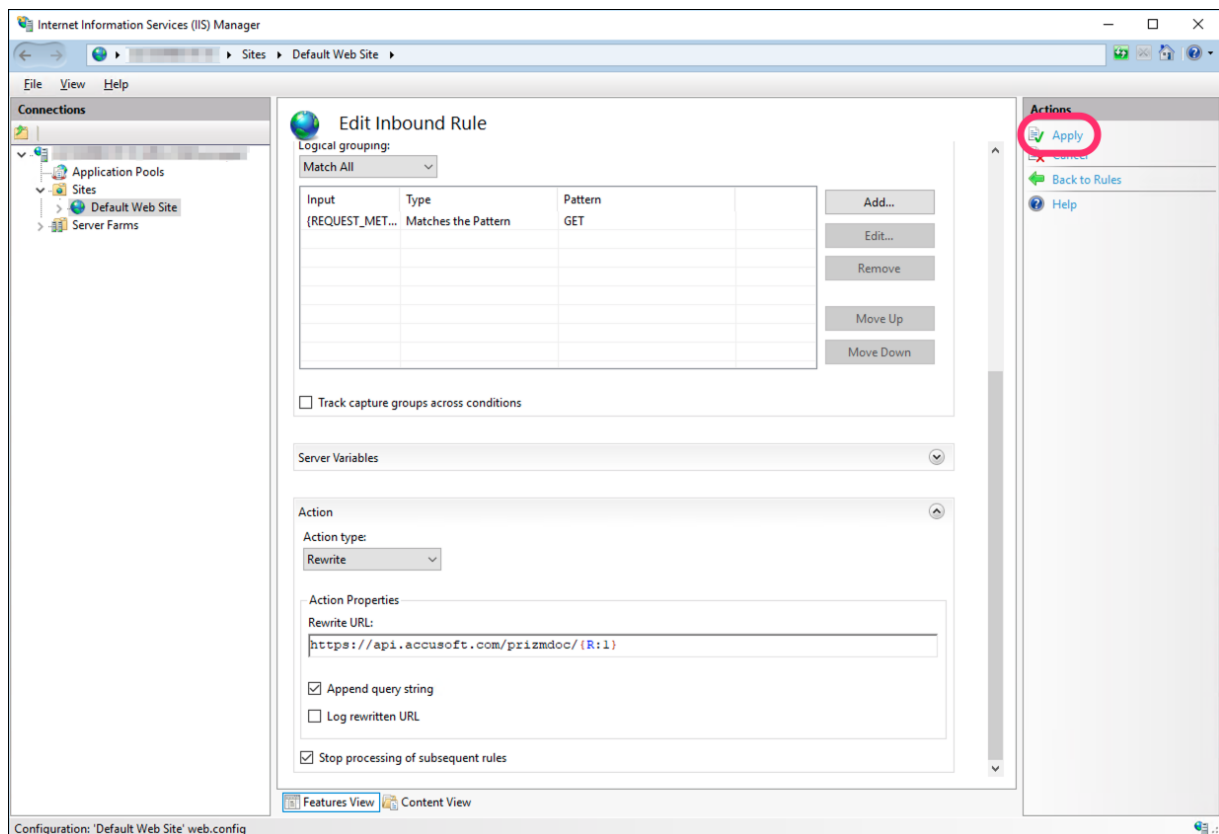 Internet Information Services (IIS) Manager
Sites Default Web Site
File View Help
Connections
Application Pools
Sites
Default Web Site
Server Farms
Edit Inbound Rule
Logical grouping:
Match All
Input Type Pattern
{REQUEST_MET... Matches the Pattern GET
Add...
Edit...
Remove
Move Up
Move Down
Track capture groups across conditions
Server Variables
Action
Action type:
Rewrite
Action Properties
Rewrite URL:
https://api.accusoft.com/prizmdoc/{R:1}
Append query string
Log rewritten URL
Stop processing of subsequent rules
Features View Content View
Actions
Apply
Cancel
Back to Rules
Help
Configuration: 'Default Web Site' web.config